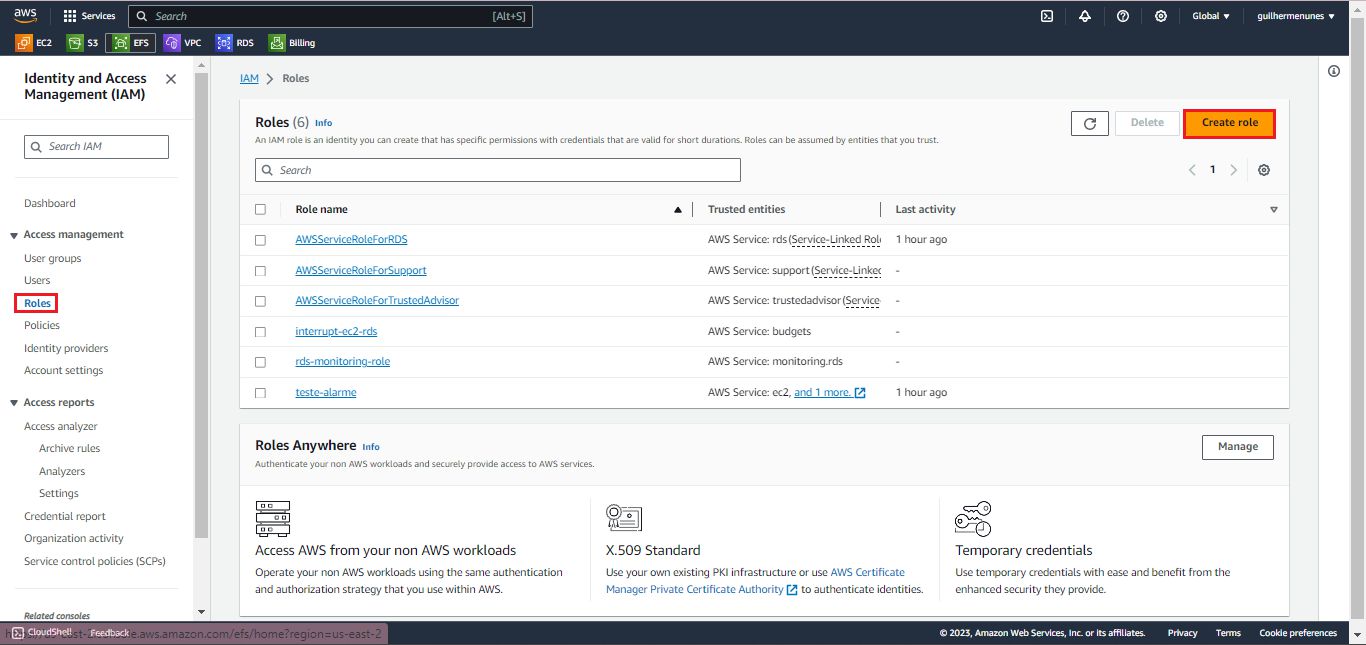 aws Services Search [Alt+S] Global guilhermenunes
EC2 S3 EFS VPC RDS Billing
Identity and Access
Management (IAM)
Search IAM
Dashboard
Access management
User groups
Users
Roles
Policies
Identity providers
Account settings
Access reports
Access analyzer
Archive rules
Analyzers
Settings
Credential report
Organization activity
Service control policies (SCPs)
Related consoles
IAM > Roles
Roles (6) Info
Delete Create role
An IAM role is an identity you can create that has specific permissions with credentials that are valid for short durations. Roles can be assumed by entities that you trust.
Search
1
Role name Trusted entities Last activity
AWSServiceRoleForRDS AWS Service: rds (Service-Linked Role 1 hour ago
AWSServiceRoleForSupport AWS Service: support (Service-Linked -
AWSServiceRoleForTrustedAdvisor AWS Service: trustedadvisor (Service- -
interrupt-ec2-rds AWS Service: budgets -
rds-monitoring-role AWS Service: monitoring.rds -
teste-alarme AWS Service: ec2, and 1 more. 1 hour ago
Roles Anywhere Info
Manage
Authenticate your non AWS workloads and securely provide access to AWS services.
Access AWS from your non AWS workloads
Operate your non AWS workloads using the same authentication
and authorization strategy that you use within AWS.
X.509 Standard
Use your own existing PKI infrastructure or use AWS Certificate
Manager Private Certificate Authority to authenticate identities.
Temporary credentials
Use temporary credentials with ease and benefit from the
enhanced security they provide.
CloudShell Feedback
aws.amazon.com/efs/home?region=us-east-2
© 2023, Amazon Web Services, Inc. or its affiliates. Privacy Terms Cookie preferences